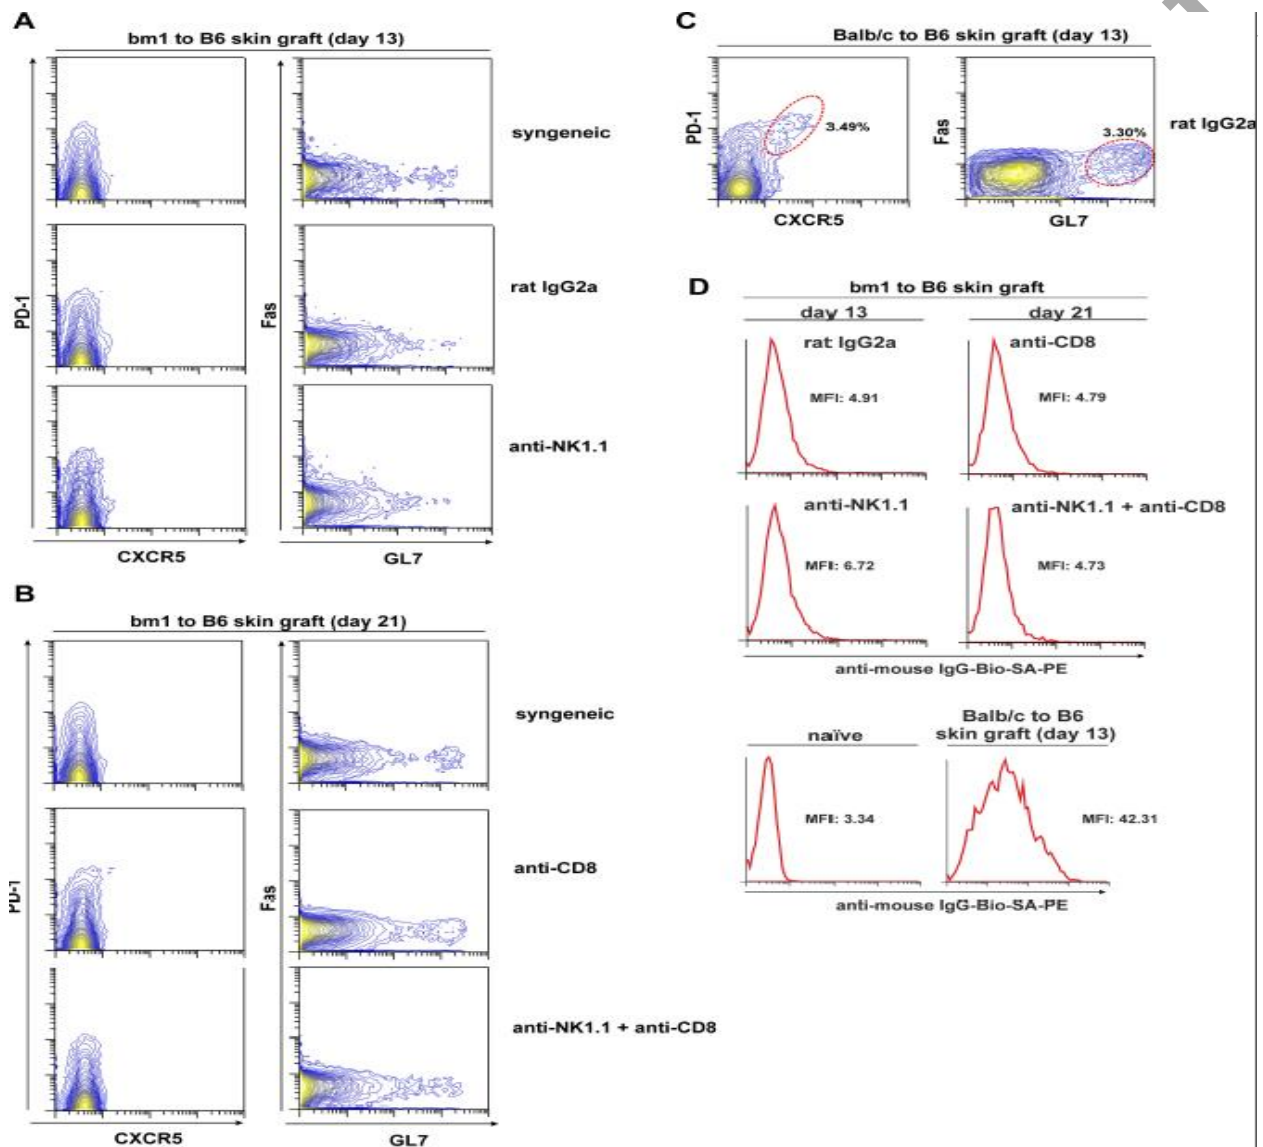 A
bm1 to B6 skin graft (day 13)
syngeneic
rat IgG2a
PD-1
Fas
anti-NK1.1
CXCR5
GL7
B
bm1 to B6 skin graft (day 21)
syngeneic
anti-CD8
PD-1
Fas
anti-NK1.1 + anti-CD8
CXCR5
GL7
C
Balb/c to B6 skin graft (day 13)
PD-1
3.49%
Fas
3.30%
rat IgG2a
CXCR5
GL7
D
bm1 to B6 skin graft
day 13
day 21
rat IgG2a
anti-CD8
MFI: 4.91
MFI: 4.79
anti-NK1.1
anti-NK1.1 + anti-CD8
MFI: 6.72
MFI: 4.73
anti-mouse IgG-Bio-SA-PE
naïve
Balb/c to B6
skin graft (day 13)
MFI: 3.34
MFI: 42.31
anti-mouse IgG-Bio-SA-PE